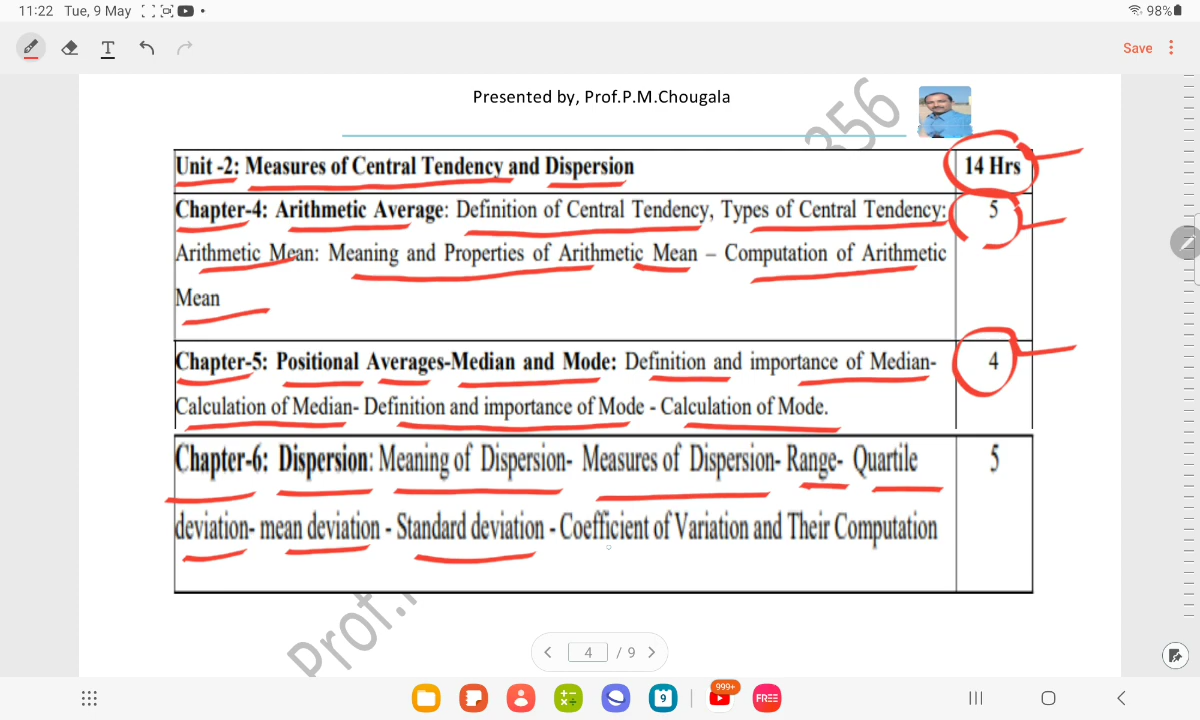 11:22 Tue, 9 May
98%
Save
Presented by, Prof.P.M.Chougala
356
Unit -2: Measures of Central Tendency and Dispersion 14 Hrs
Chapter-4: Arithmetic Average: Definition of Central Tendency, Types of Central Tendency: 5
Arithmetic Mean: Meaning and Properties of Arithmetic Mean – Computation of Arithmetic
Mean
Chapter-5: Positional Averages-Median and Mode: Definition and importance of Median- 4
Calculation of Median- Definition and importance of Mode - Calculation of Mode.
Chapter-6: Dispersion: Meaning of Dispersion- Measures of Dispersion- Range- Quartile 5
deviation- mean deviation - Standard deviation - Coefficient of Variation and Their Computation
Prof.
4 / 9
9
999+
FREE